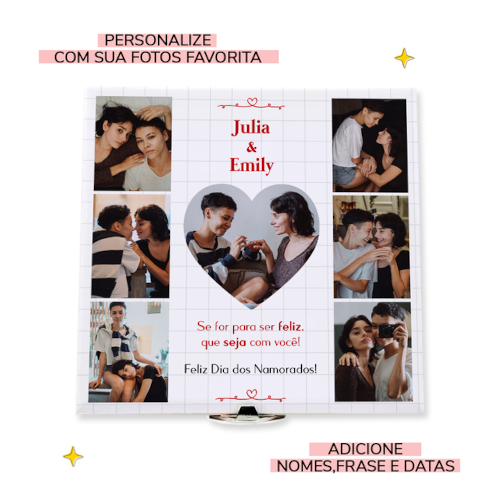 PERSONALIZE
COM SUA FOTOS FAVORITA
Julia
&
Emily
Se for para ser feliz,
que seja com você!
Feliz Dia dos Namorados!
ADICIONE
NOMES,FRASE E DATAS